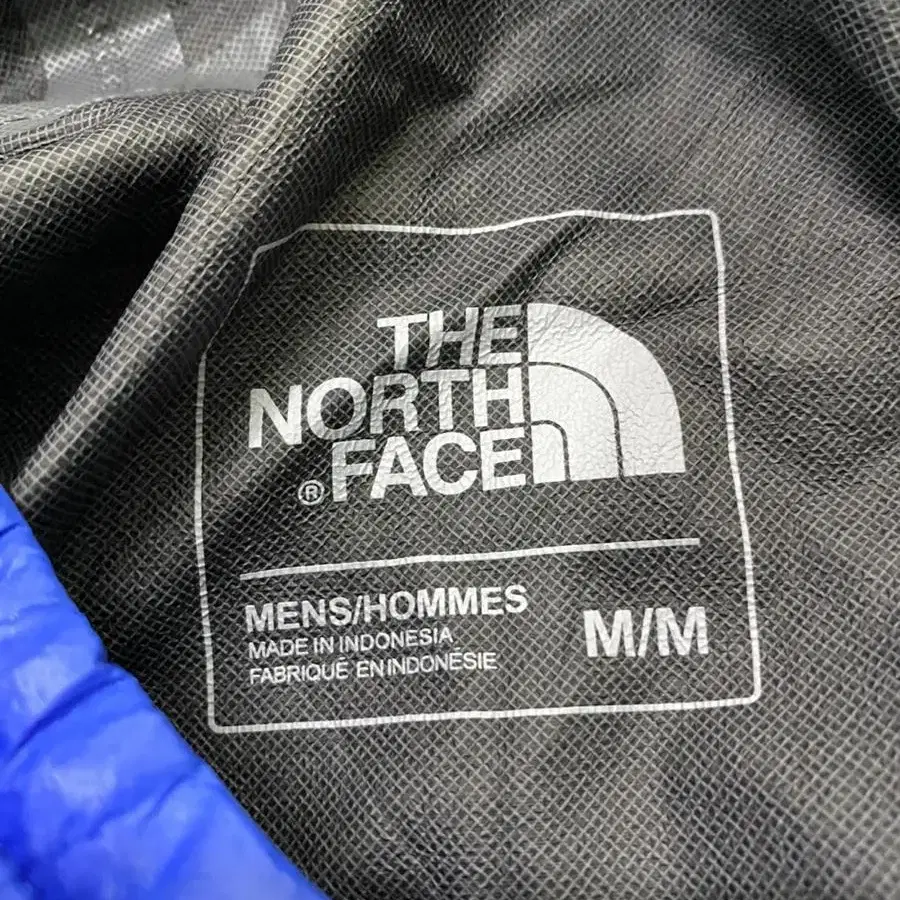 THE
NORTH
® FACE
MENS/HOMMES
MADE IN INDONESIA
FABRIQUÉ EN INDONÉSIE
M/M